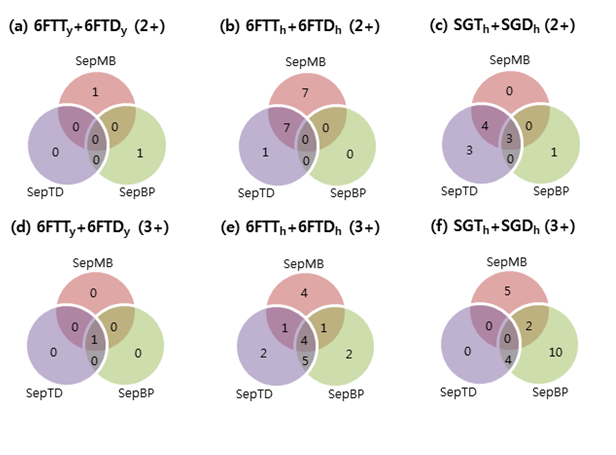 (a) 6FTTy+6FTDy (2+)
SepMB
1
0
0
0
0
0
1
SepTD
SepBP
(b) 6FTTh+6FTDh (2+)
SepMB
7
7
0
0
1
0
0
SepTD
SepBP
(c) SGTh+SGDh (2+)
SepMB
0
4
0
3
3
0
1
SepTD
SepBP
(d) 6FTTy+6FTDy (3+)
SepMB
0
0
0
1
0
0
0
SepTD
SepBP
(e) 6FTTh+6FTDh (3+)
SepMB
4
1
1
4
2
5
2
SepTD
SepBP
(f) SGTh+SGDh (3+)
SepMB
5
0
2
0
0
4
10
SepTD
SepBP